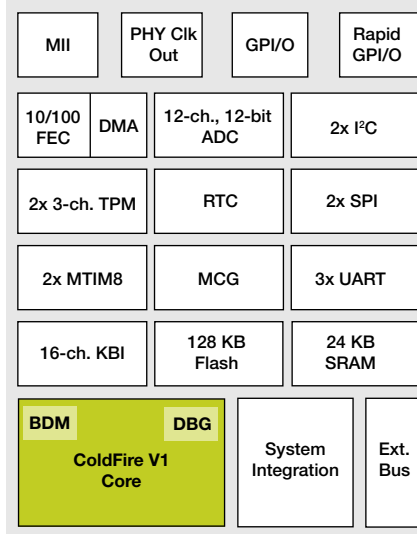 MII
PHY Clk
Out
GPI/O
Rapid
GPI/O
10/100
FEC
DMA
12-ch., 12-bit
ADC
2x I²C
2x 3-ch. TPM
RTC
2x SPI
2x MTIM8
MCG
3x UART
16-ch. KBI
128 KB
Flash
24 KB
SRAM
BDM
DBG
ColdFire V1
Core
System
Integration
Ext.
Bus